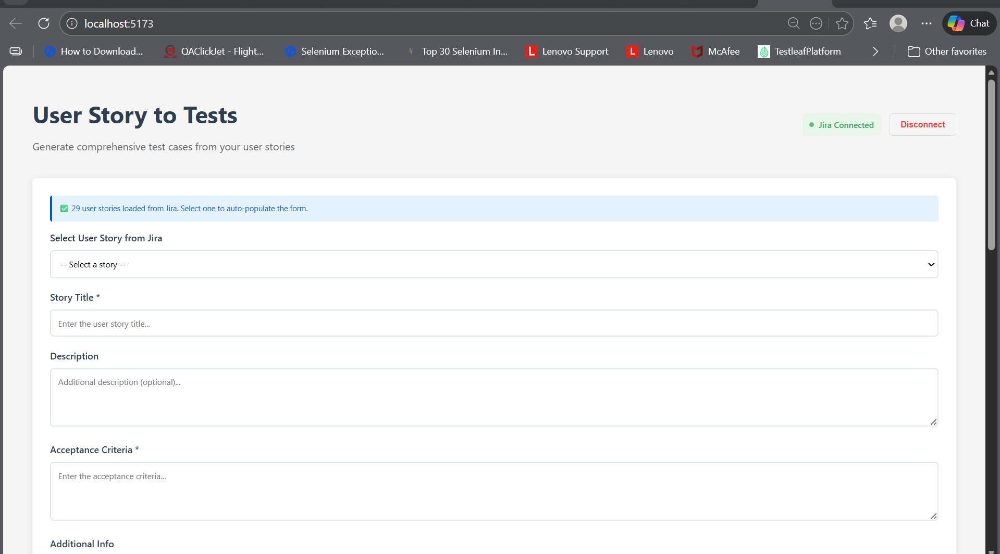 localhost:5173
Chat
How to Download...
QAClickJet - Flight...
Selenium Exceptio...
Top 30 Selenium In...
Lenovo Support
Lenovo
McAfee
TestleafPlatform
Other favorites
User Story to Tests
Generate comprehensive test cases from your user stories
Jira Connected
Disconnect
29 user stories loaded from Jira. Select one to auto-populate the form.
Select User Story from Jira
-- Select a story --
Story Title *
Enter the user story title...
Description
Additional description (optional)...
Acceptance Criteria *
Enter the acceptance criteria...
Additional Info